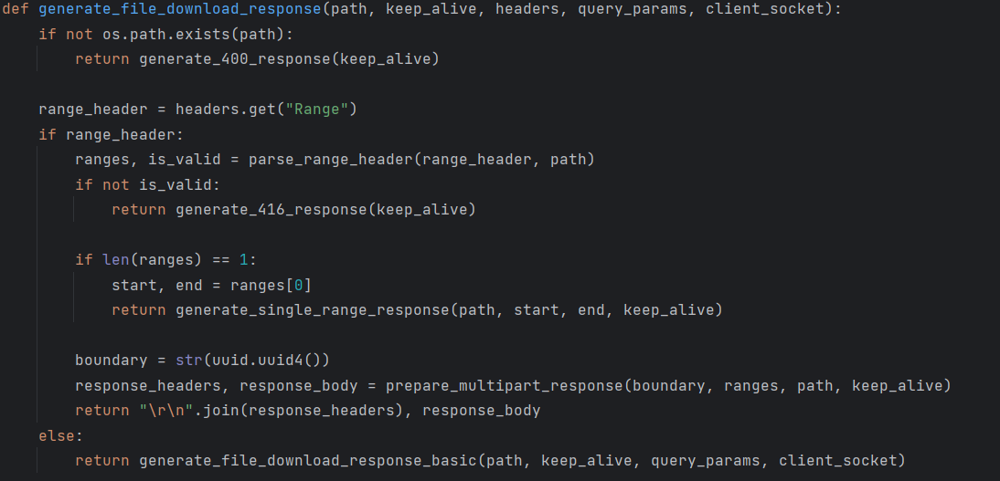 def generate_file_download_response(path, keep_alive, headers, query_params, client_socket):
    if not os.path.exists(path):
        return generate_400_response(keep_alive)

    range_header = headers.get("Range")
    if range_header:
        ranges, is_valid = parse_range_header(range_header, path)
        if not is_valid:
            return generate_416_response(keep_alive)

        if len(ranges) == 1:
            start, end = ranges[0]
            return generate_single_range_response(path, start, end, keep_alive)

        boundary = str(uuid.uuid4())
        response_headers, response_body = prepare_multipart_response(boundary, ranges, path, keep_alive)
        return "\r\n".join(response_headers), response_body
    else:
        return generate_file_download_response_basic(path, keep_alive, query_params, client_socket)